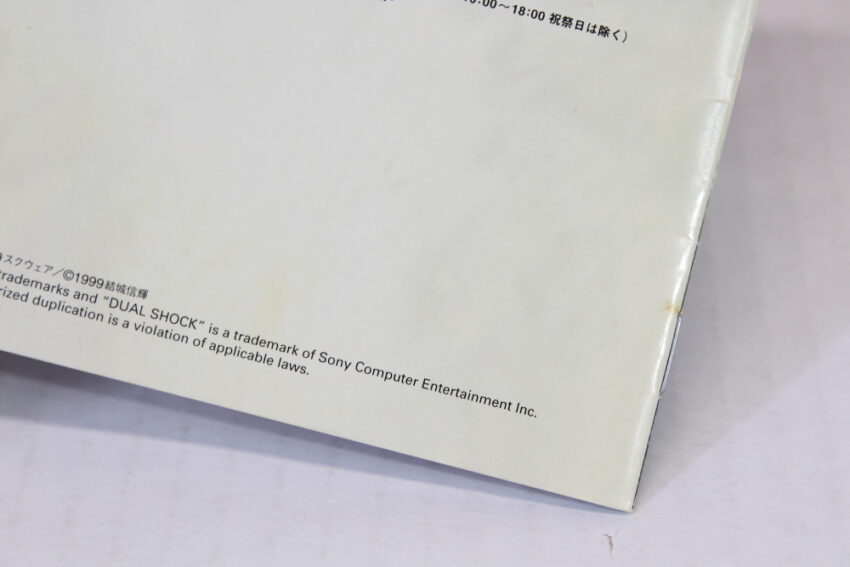 00～18:00 祝祭日は除く）
スクウェア／©1999結城信輝
trademarks and “DUAL SHOCK” is a trademark of Sony Computer Entertainment Inc.
rized duplication is a violation of applicable laws.